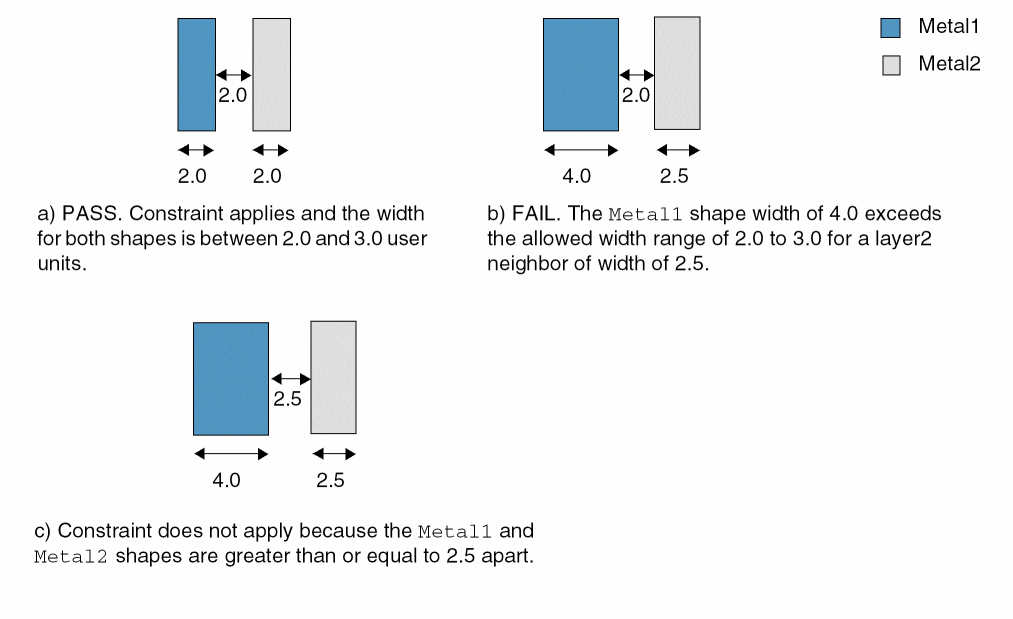 Metal1
Metal2
2.0
2.0
2.0 2.0
4.0 2.5
a) PASS. Constraint applies and the width
for both shapes is between 2.0 and 3.0 user
units.
b) FAIL. The Metal1 shape width of 4.0 exceeds
the allowed width range of 2.0 to 3.0 for a layer2
neighbor of width of 2.5.
2.5
4.0 2.5
c) Constraint does not apply because the Metal1 and
Metal2 shapes are greater than or equal to 2.5 apart.